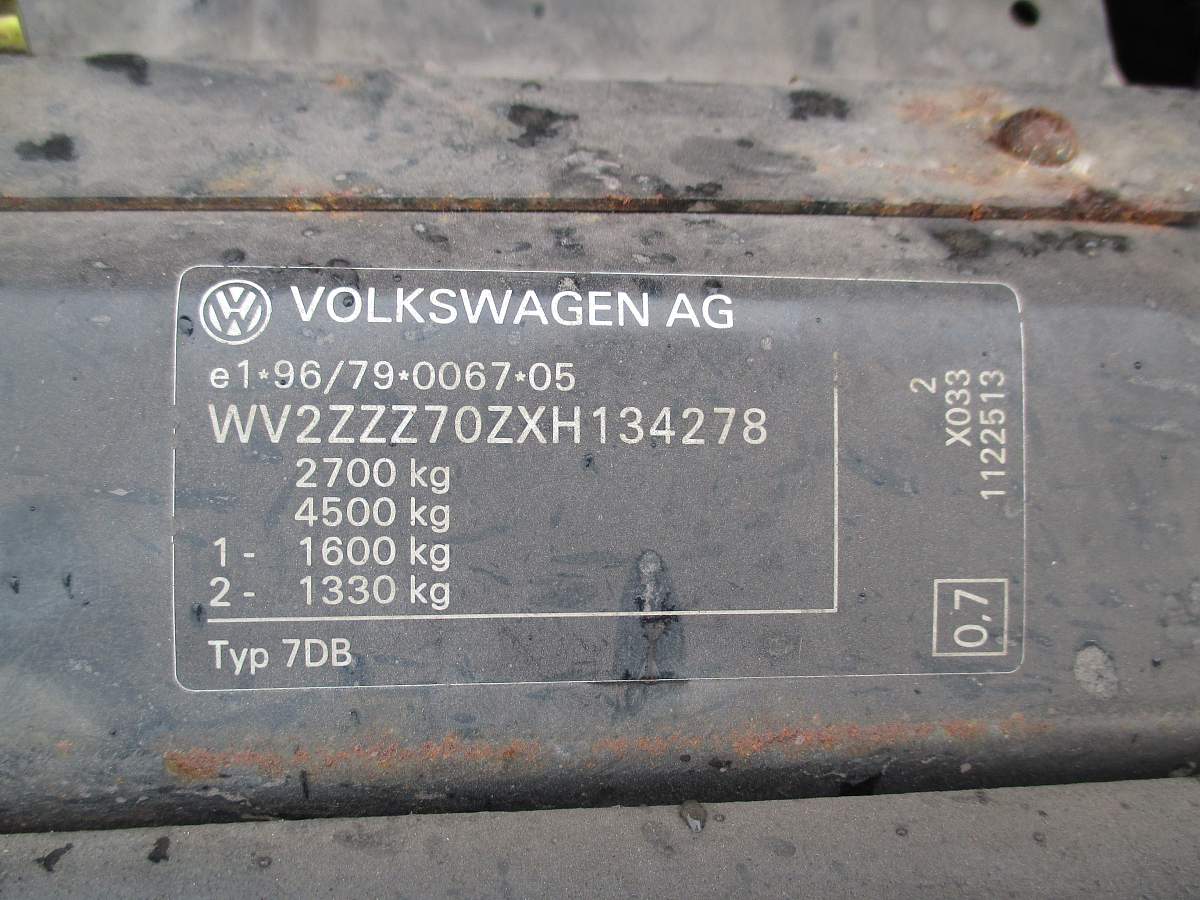 VOLKSWAGEN AG
e1*96/79*0067*05
WV2ZZZ70ZXH134278
2700 kg
4500 kg
1- 1600 kg
2- 1330 kg
Typ 7DB
2
X033
1122513
0,7